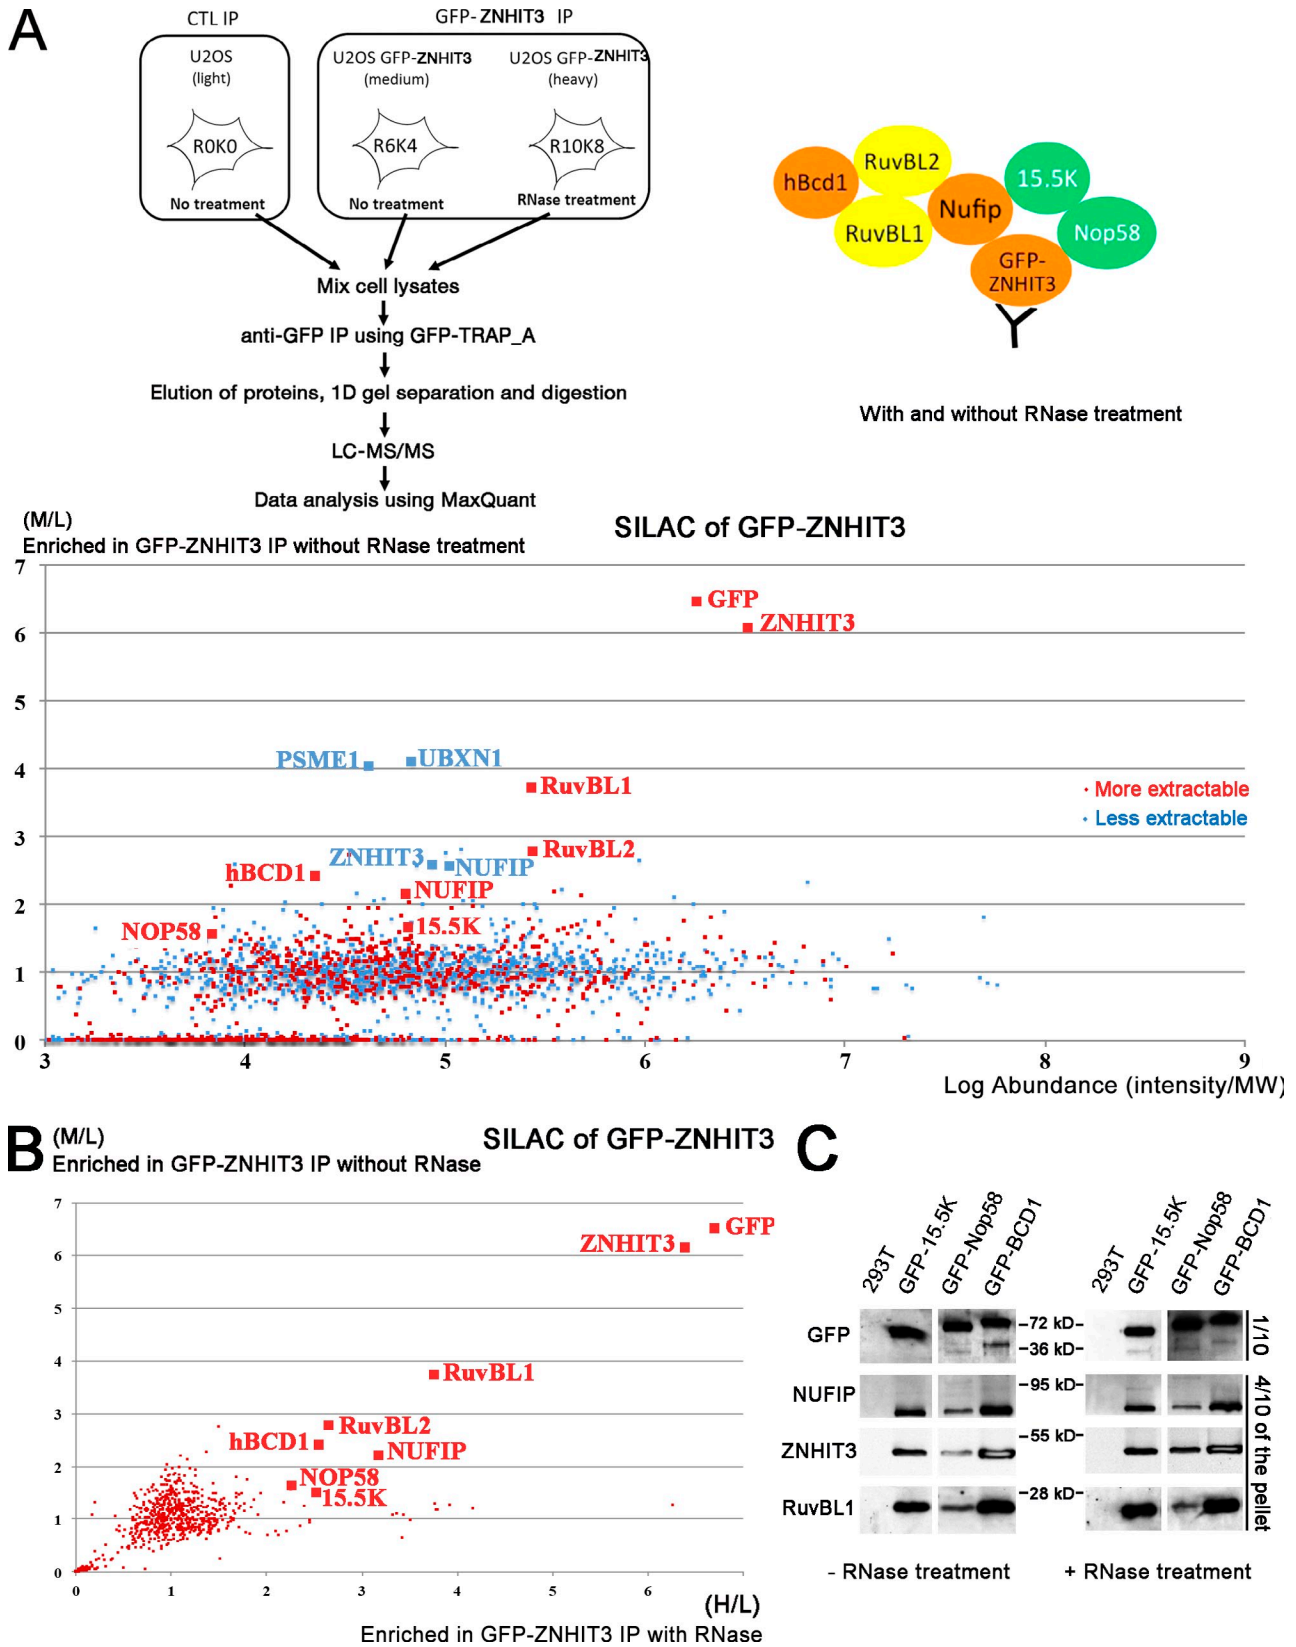 A
CTL IP
GFP-ZNHIT3 IP
U2OS
(light)
U2OS GFP-ZNHIT3
(medium)
U2OS GFP-ZNHIT3
(heavy)
R0K0
R6K4
R10K8
No treatment
No treatment
RNase treatment
Mix cell lysates
anti-GFP IP using GFP-TRAP_A
Elution of proteins, 1D gel separation and digestion
LC-MS/MS
Data analysis using MaxQuant
hBcd1
RuvBL2
RuvBL1
Nufip
15.5K
Nop58
GFP-
ZNHIT3
With and without RNase treatment
(M/L)
Enriched in GFP-ZNHIT3 IP without RNase treatment
SILAC of GFP-ZNHIT3
7
6
5
4
3
2
1
0
GFP
ZNHIT3
PSME1
UBXN1
RuvBL1
More extractable
Less extractable
RuvBL2
ZNHIT3
NUFIP
hBCD1
NUFIP
NOP58
15.5K
3 4 5 6 7 8 9
Log Abundance (intensity/MW)
B
(M/L)
Enriched in GFP-ZNHIT3 IP without RNase
SILAC of GFP-ZNHIT3
7
6
5
4
3
2
1
0
GFP
ZNHIT3
RuvBL1
RuvBL2
hBCD1
NUFIP
NOP58
15.5K
0 1 2 3 4 5 6
(H/L)
Enriched in GFP-ZNHIT3 IP with RNase
C
293T
GFP-15.5K
GFP-Nop58
GFP-BCD1
293T
GFP-15.5K
GFP-Nop58
GFP-BCD1
GFP
-72 kD-
-36 kD-
1/10
NUFIP
-95 kD-
ZNHIT3
-55 kD-
RuvBL1
-28 kD-
4/10 of the pellet
- RNase treatment
+ RNase treatment